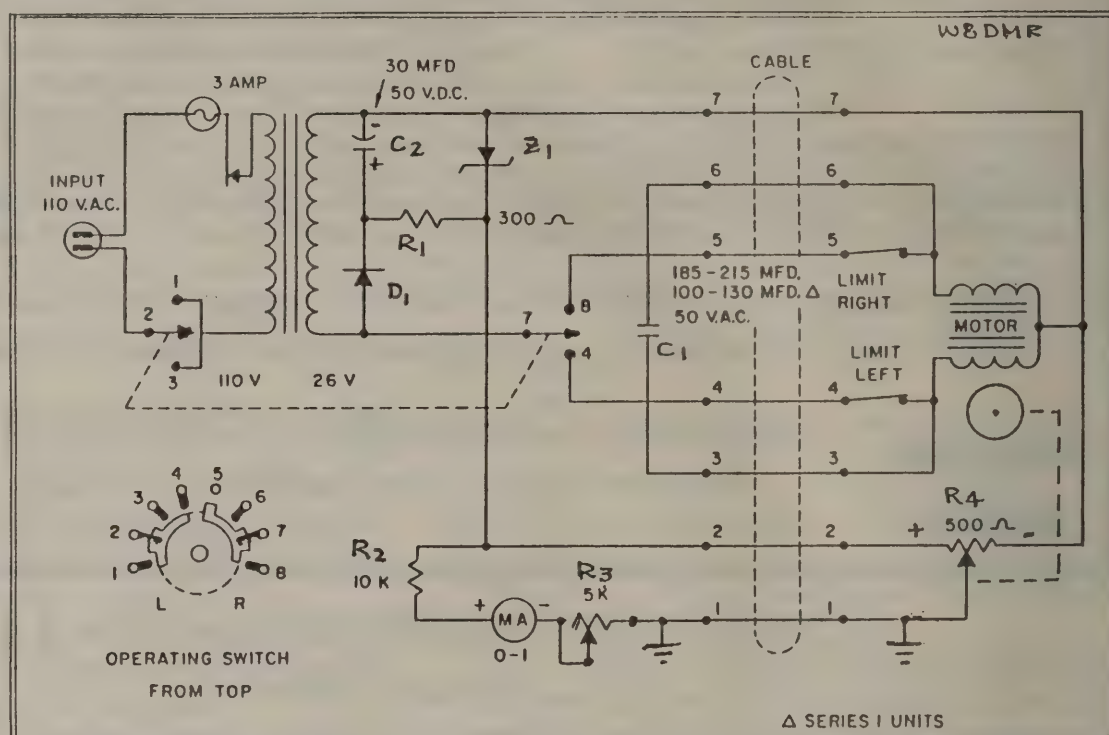 W8DMR
30 MFD
50 V.D.C.
CABLE
3 AMP
7 7
- C2 +
Z1
INPUT
110 V.A.C.
6 6
R1
300 Ω
5 5
1
D1
8
185-215 MFD.
100-130 MFD. Δ
50 V.A.C.
LIMIT
RIGHT
2
7
MOTOR
4
C1
3
110 V 26 V
LIMIT
LEFT
4 4
3 3
1 2 3 4 5 6 7 8
L R
OPERATING SWITCH
FROM TOP
R2
10 K
2 2
R4
+ 500 Ω -
R3
5K
+ MA -
0-1
1 1
Δ SERIES I UNITS